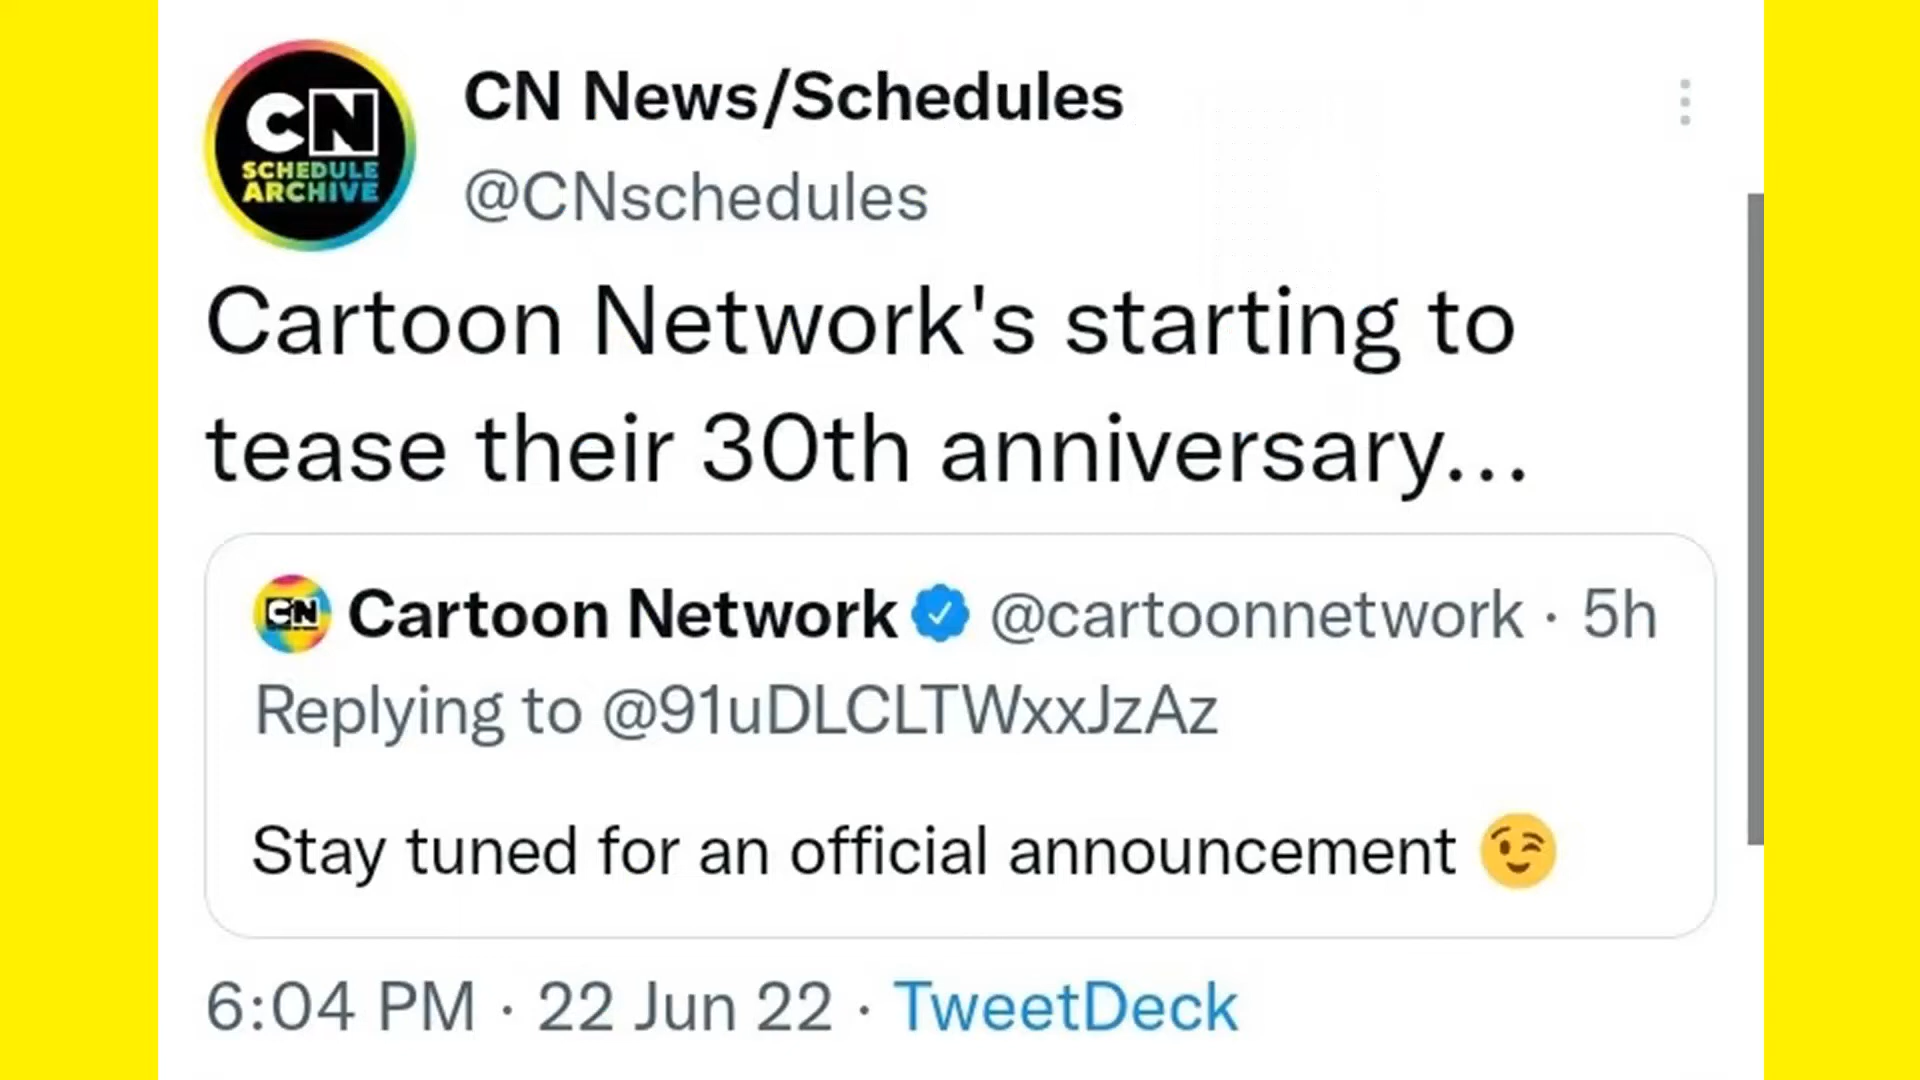 CN
SCHEDULE
ARCHIVE
CN News/Schedules
@CNschedules
Cartoon Network's starting to
tease their 30th anniversary...
CN
Cartoon Network @cartoonnetwork · 5h
Replying to @91uDLCLTWxxJzAz
Stay tuned for an official announcement 😉
6:04 PM · 22 Jun 22 · TweetDeck